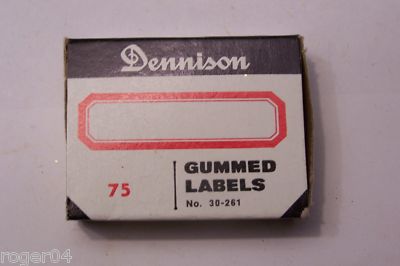 Dennison
75
GUMMED
LABELS
No. 30-261
roger04